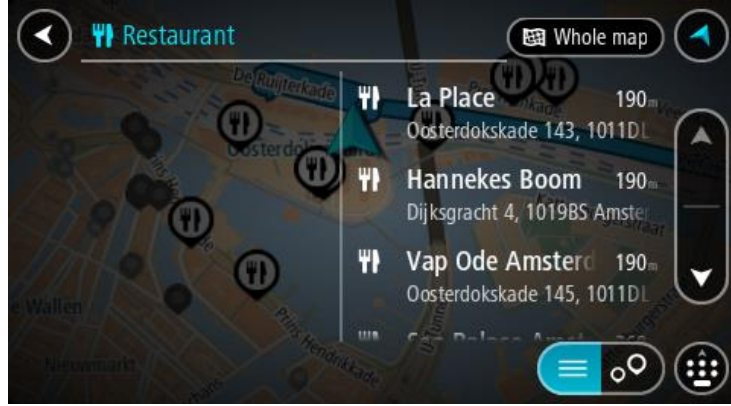 Restaurant
Whole map
De Ruijterkade
La Place 190m
Oosterdokskade 143, 1011DL
Hannekes Boom 190m
Dijksgracht 4, 1019BS Amster
Vap Ode Amsterd 190m
Oosterdokskade 145, 1011DL
Prins Hendrikkade
e Wallen
Nieuwmarkt